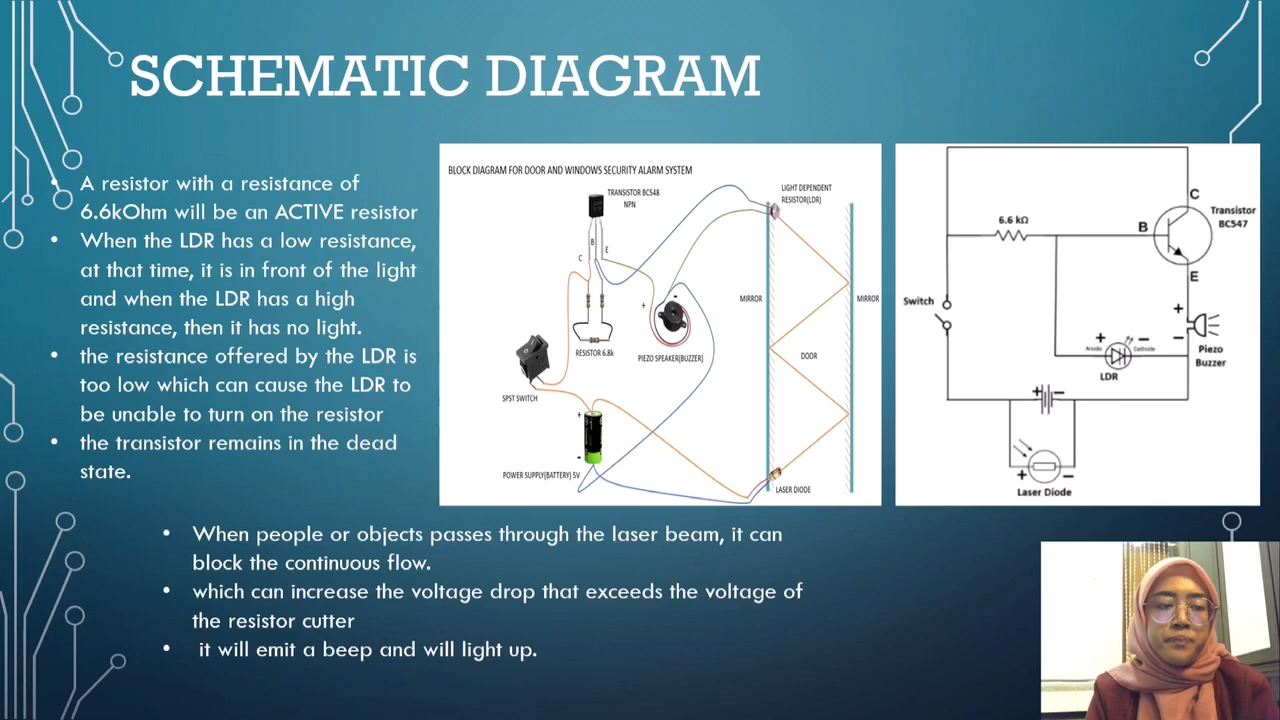 SCHEMATIC DIAGRAM
A resistor with a resistance of
6.6kOhm will be an ACTIVE resistor
When the LDR has a low resistance,
at that time, it is in front of the light
and when the LDR has a high
resistance, then it has no light.
the resistance offered by the LDR is
too low which can cause the LDR to
be unable to turn on the resistor
the transistor remains in the dead
state.
BLOCK DIAGRAM FOR DOOR AND WINDOWS SECURITY ALARM SYSTEM
TRANSISTOR BC548
NPN
LIGHT DEPENDENT
RESISTOR(LDR)
B
E
C
+
-
MIRROR
MIRROR
RESISTOR 6.8k
PIEZO SPEAKER(BUZZER)
DOOR
SPST SWITCH
+
-
POWER SUPPLY(BATTERY) 5V
LASER DIODE
C
6.6 kΩ
B
Transistor
BC547
E
Switch
+
+
-
Anode
Cathode
-
Piezo
Buzzer
LDR
+
-
+
-
Laser Diode
When people or objects passes through the laser beam, it can
block the continuous flow.
which can increase the voltage drop that exceeds the voltage of
the resistor cutter
it will emit a beep and will light up.